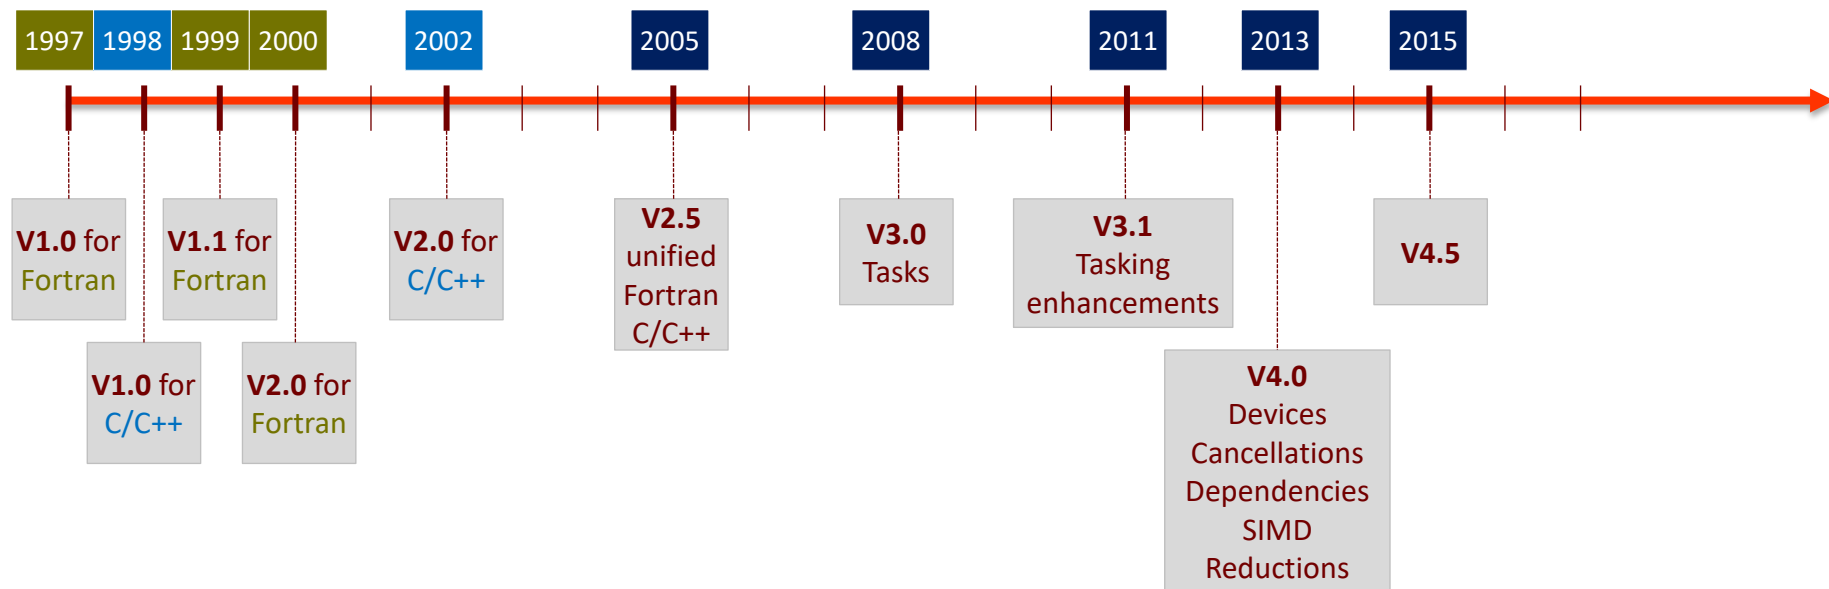 1997 1998 1999 2000 2002 2005 2008 2011 2013 2015
V1.0 for
Fortran
V1.0 for
C/C++
V1.1 for
Fortran
V2.0 for
Fortran
V2.0 for
C/C++
V2.5
unified
Fortran
C/C++
V3.0
Tasks
V3.1
Tasking
enhancements
V4.0
Devices
Cancellations
Dependencies
SIMD
Reductions
V4.5